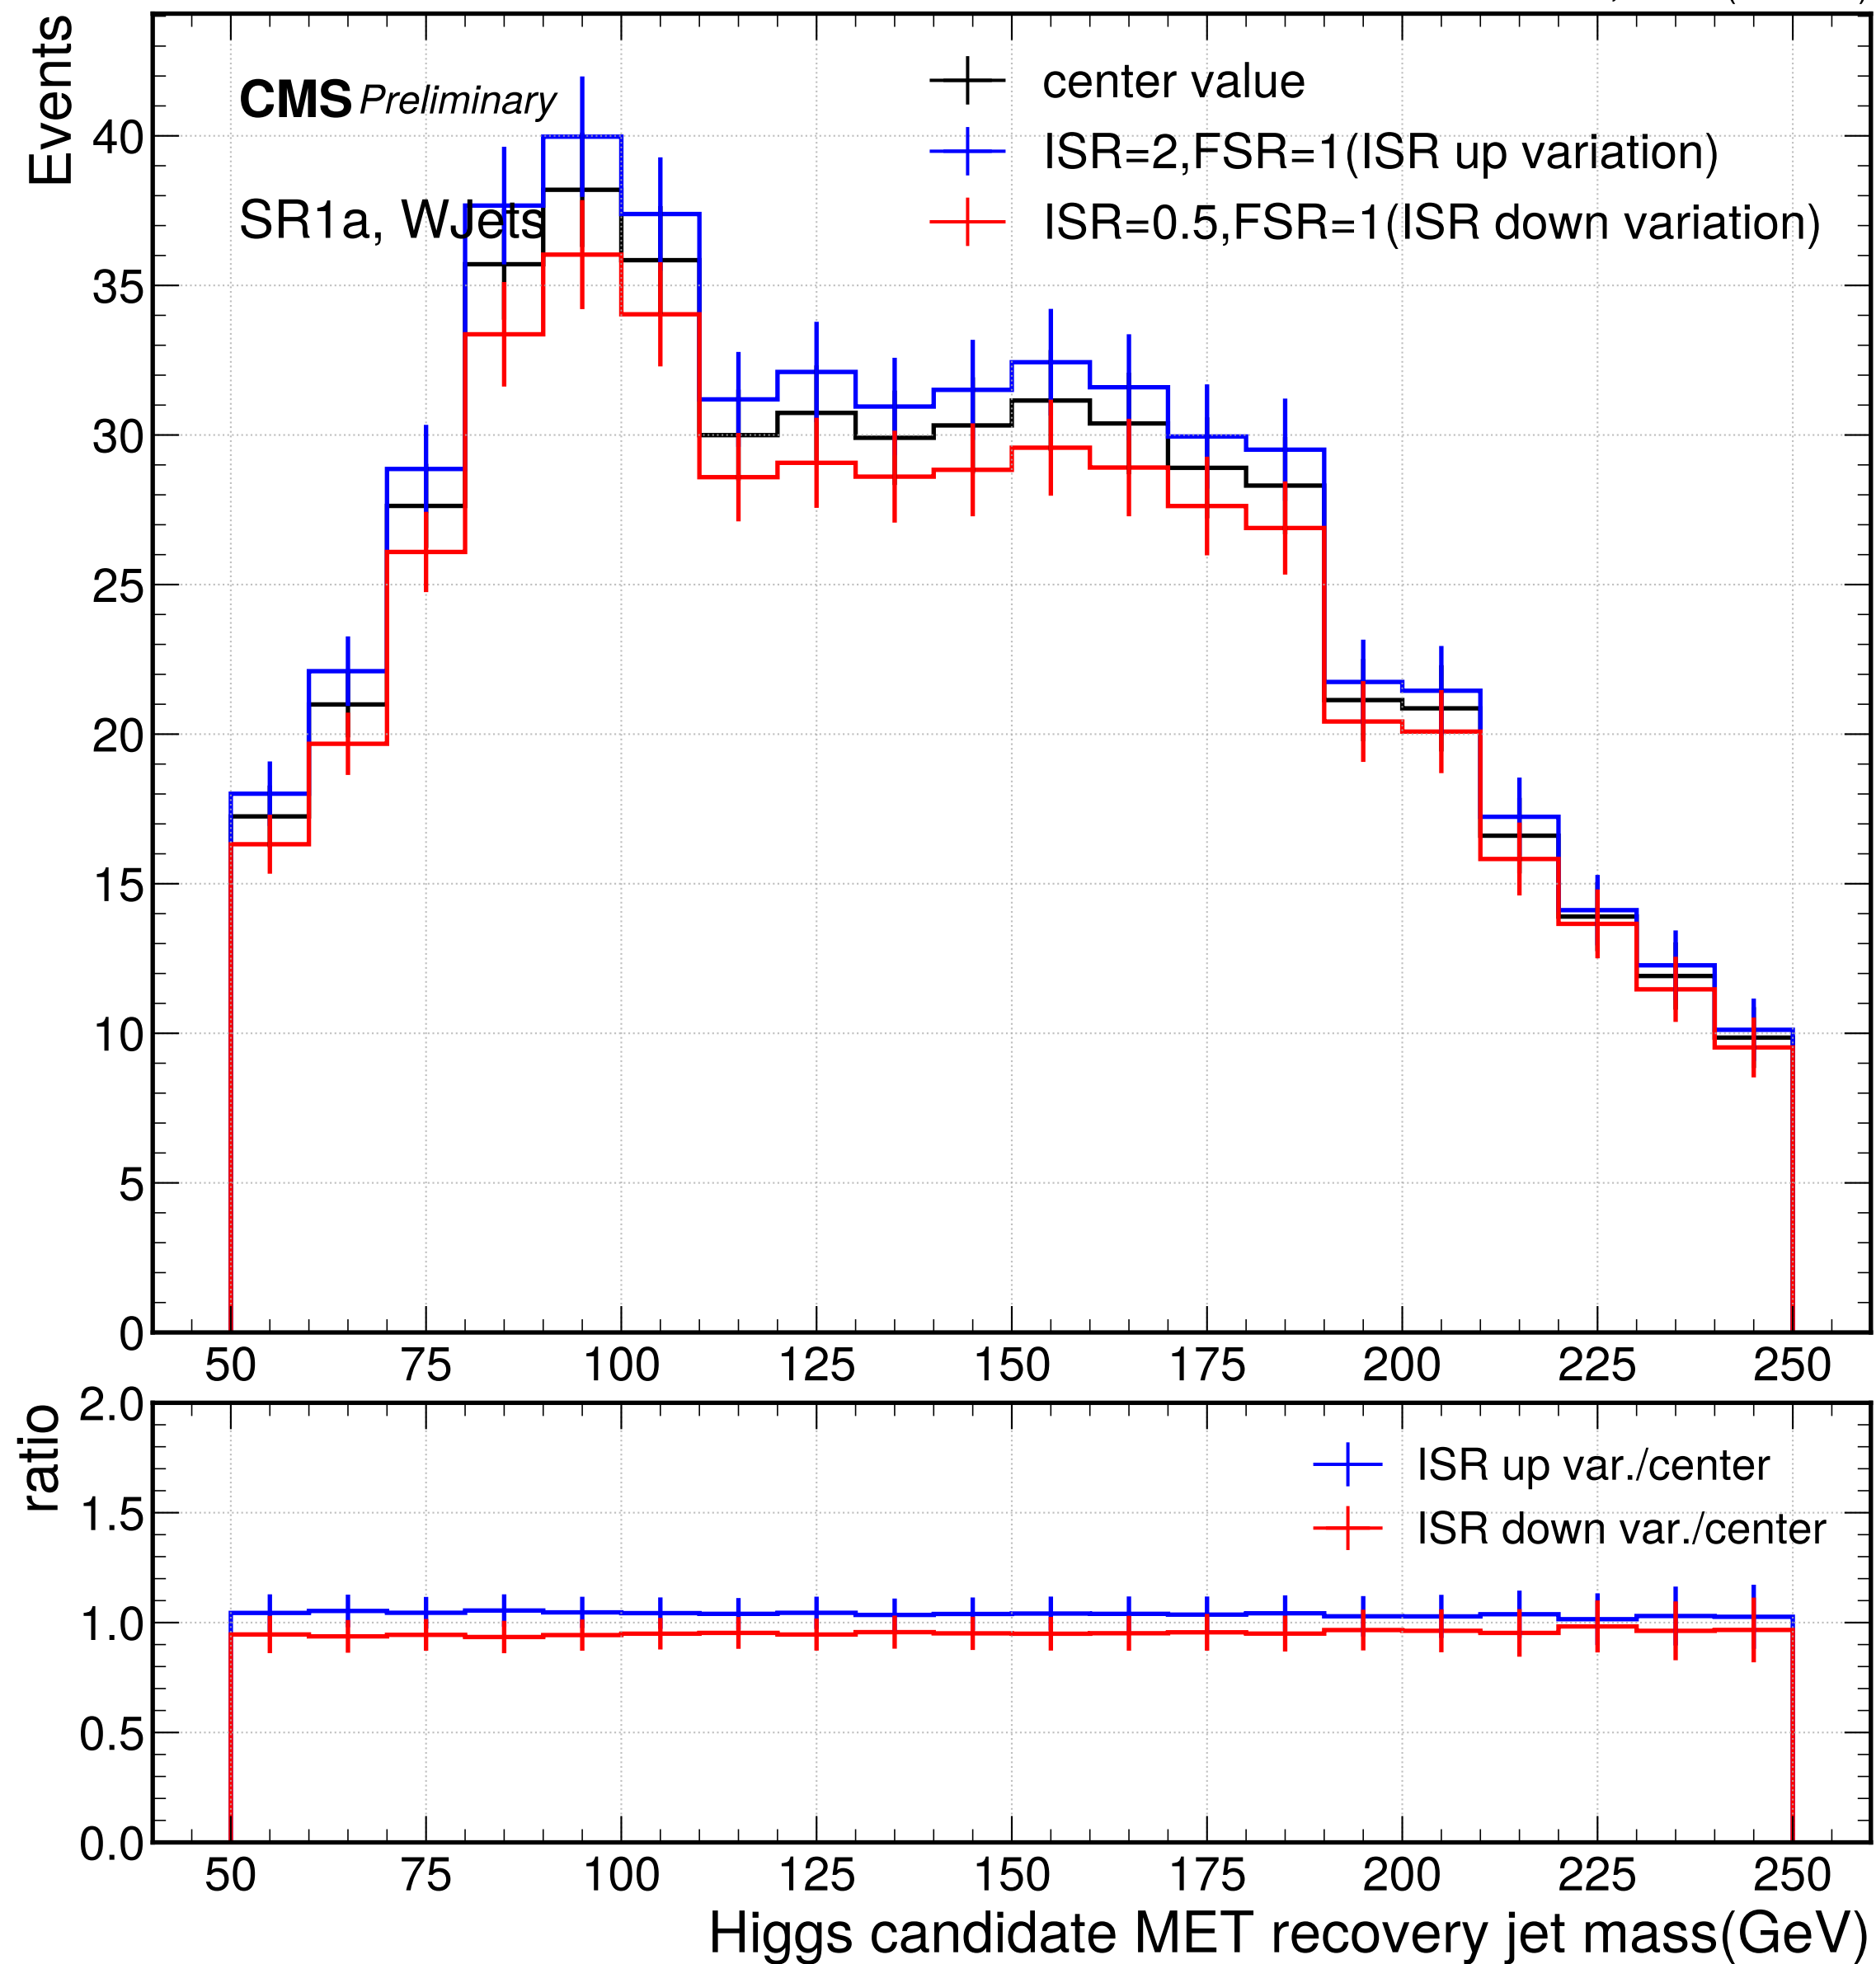 Events
CMS Preliminary
SR1a, WJets
center value
ISR=2,FSR=1(ISR up variation)
ISR=0.5,FSR=1(ISR down variation)
40
35
30
25
20
15
10
5
0
50 75 100 125 150 175 200 225 250
ratio
2.0
1.5
1.0
0.5
0.0
ISR up var./center
ISR down var./center
50 75 100 125 150 175 200 225 250
Higgs candidate MET recovery jet mass(GeV)